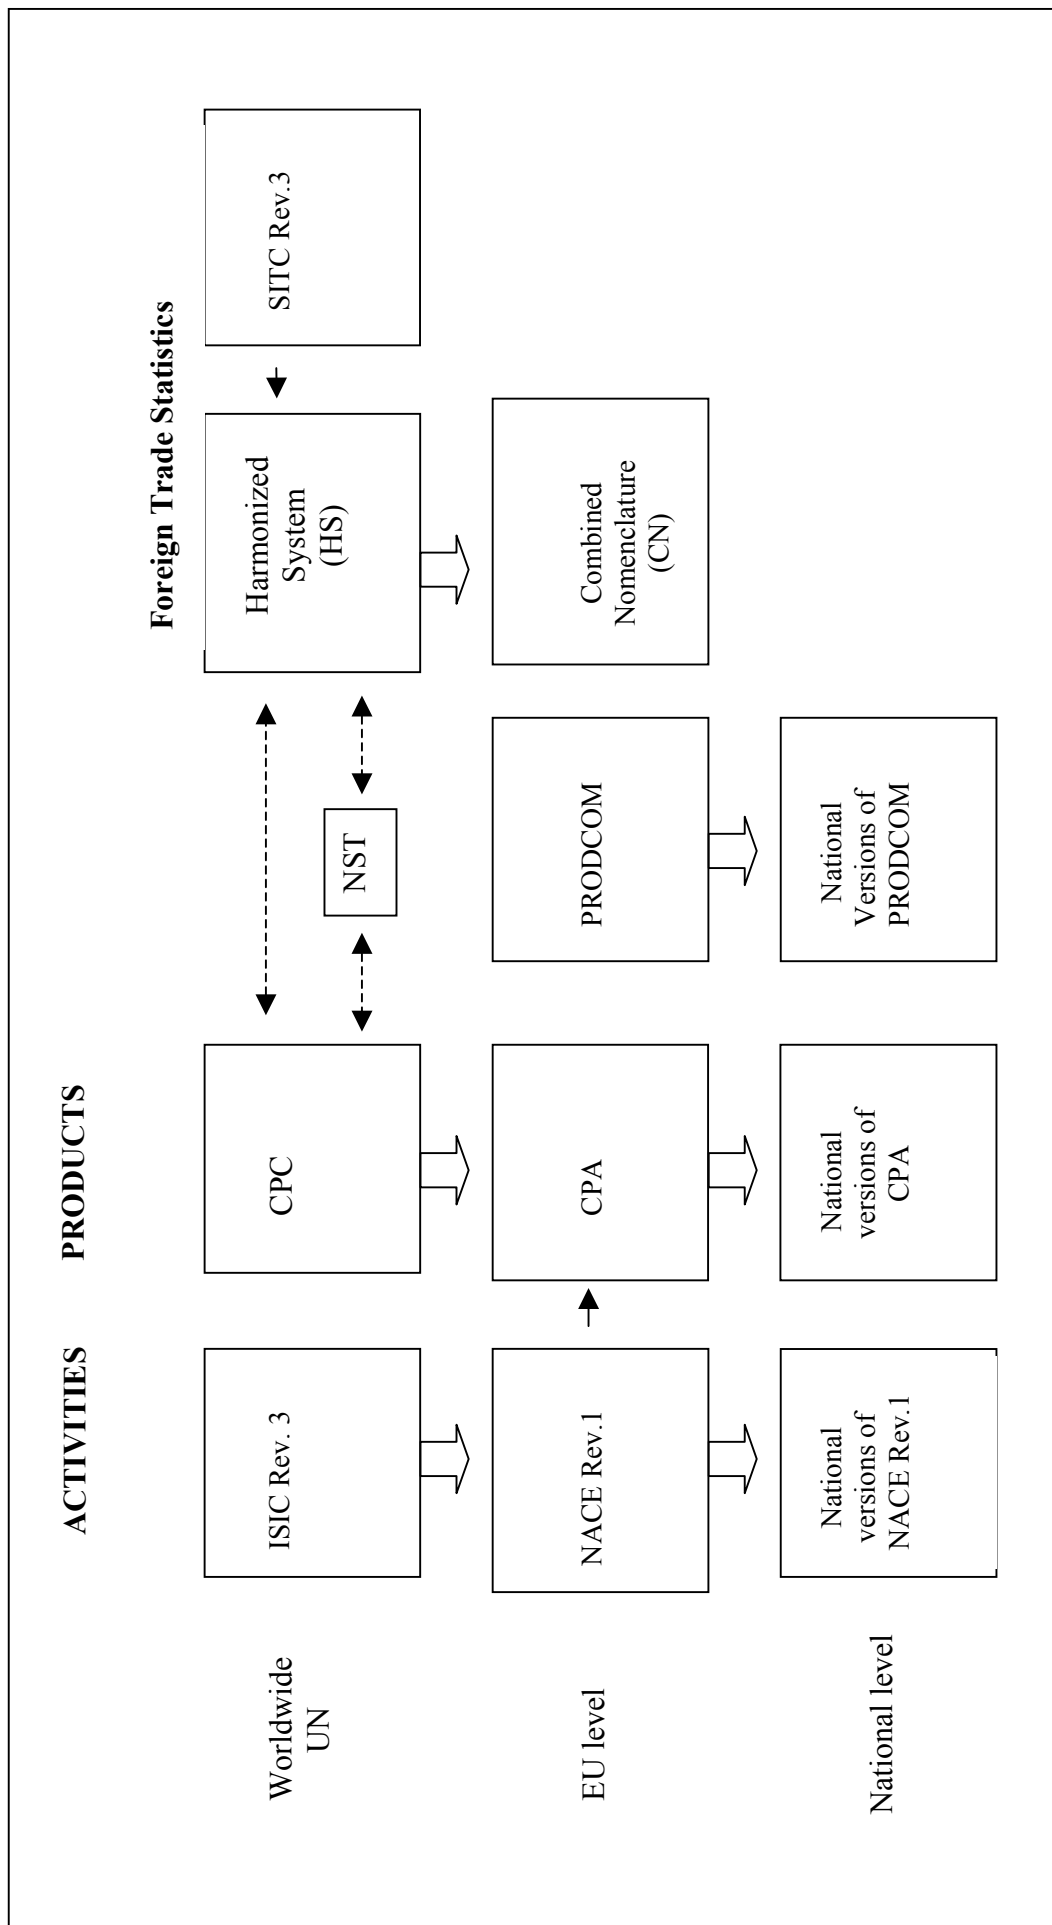 ACTIVITIES
PRODUCTS
Foreign Trade Statistics
Worldwide
UN
ISIC Rev. 3
CPC
NST
Harmonized
System
(HS)
SITC Rev.3
EU level
NACE Rev.1
CPA
PRODCOM
Combined
Nomenclature
(CN)
National level
National
versions of
NACE Rev.1
National
versions of
CPA
National
Versions of
PRODCOM